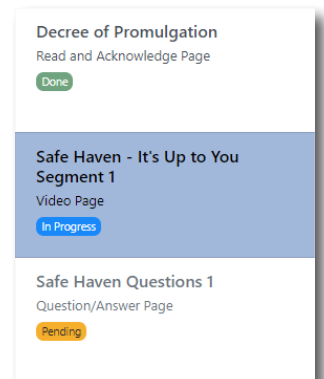 Decree of Promulgation
Read and Acknowledge Page
Done
Safe Haven - It's Up to You
Segment 1
Video Page
In Progress
Safe Haven Questions 1
Question/Answer Page
Pending